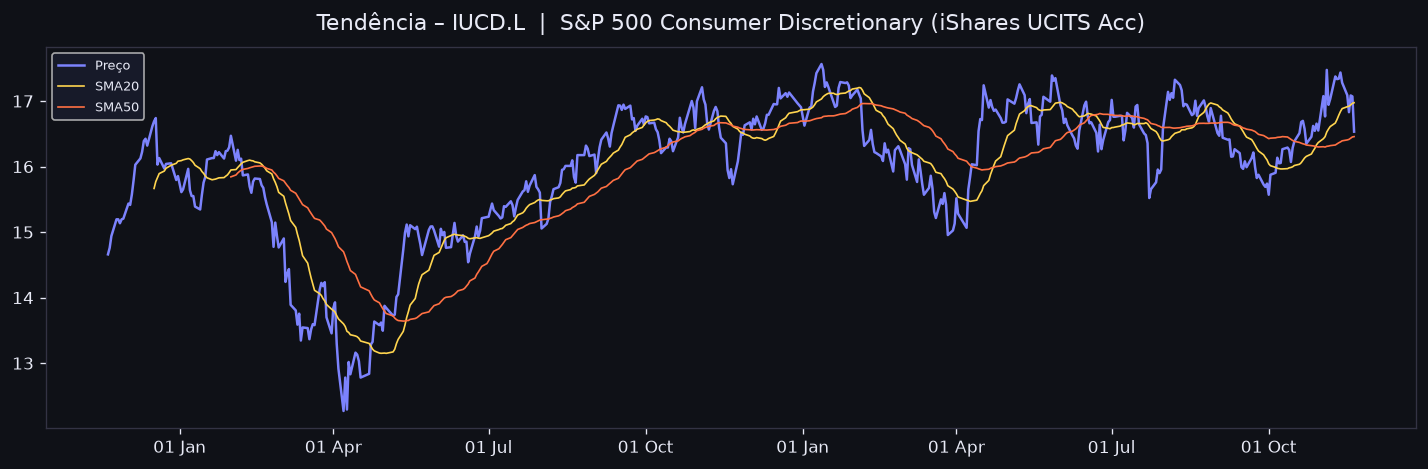 Tendência – IUCD.L | S&P 500 Consumer Discretionary (iShares UCITS Acc)
Preço
SMA20
SMA50
17
16
15
14
13
01 Jan
01 Apr
01 Jul
01 Oct
01 Jan
01 Apr
01 Jul
01 Oct